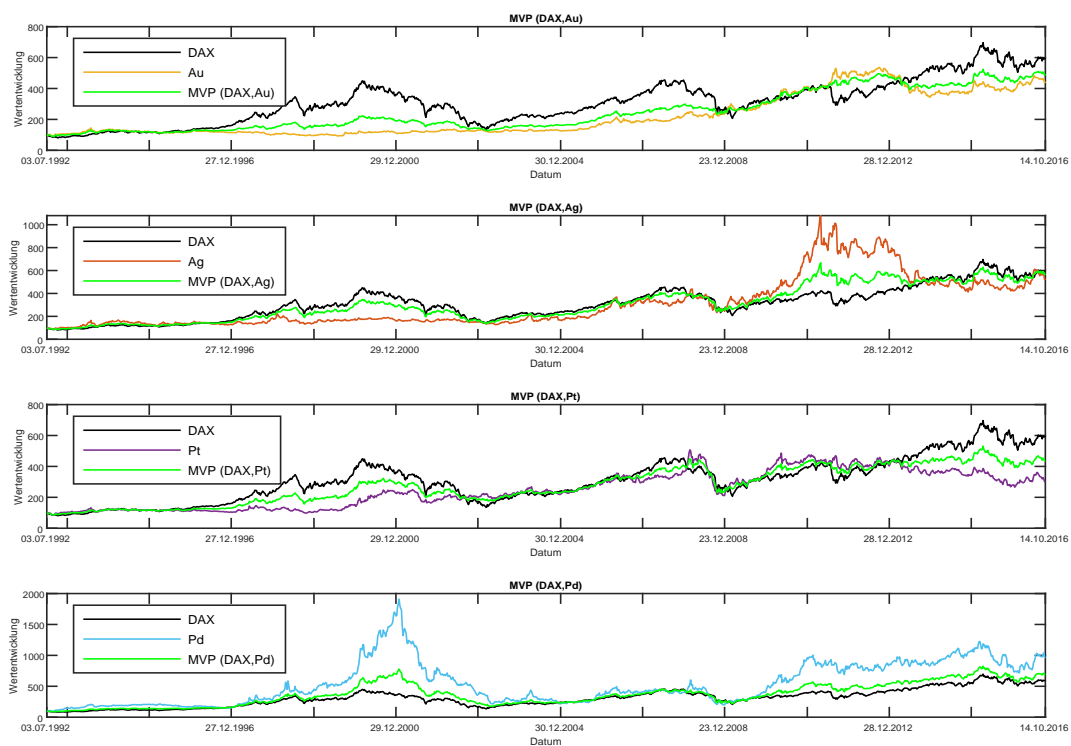 MVP (DAX,Au)
Wertentwicklung
800
600
400
200
0
DAX
Au
MVP (DAX,Au)
03.07.1992 27.12.1996 29.12.2000 30.12.2004 23.12.2008 28.12.2012 14.10.2016
Datum
MVP (DAX,Ag)
Wertentwicklung
1000
800
600
400
200
0
DAX
Ag
MVP (DAX,Ag)
03.07.1992 27.12.1996 29.12.2000 30.12.2004 23.12.2008 28.12.2012 14.10.2016
Datum
MVP (DAX,Pt)
Wertentwicklung
800
600
400
200
0
DAX
Pt
MVP (DAX,Pt)
03.07.1992 27.12.1996 29.12.2000 30.12.2004 23.12.2008 28.12.2012 14.10.2016
Datum
MVP (DAX,Pd)
Wertentwicklung
2000
1500
1000
500
0
DAX
Pd
MVP (DAX,Pd)
03.07.1992 27.12.1996 29.12.2000 30.12.2004 23.12.2008 28.12.2012 14.10.2016
Datum